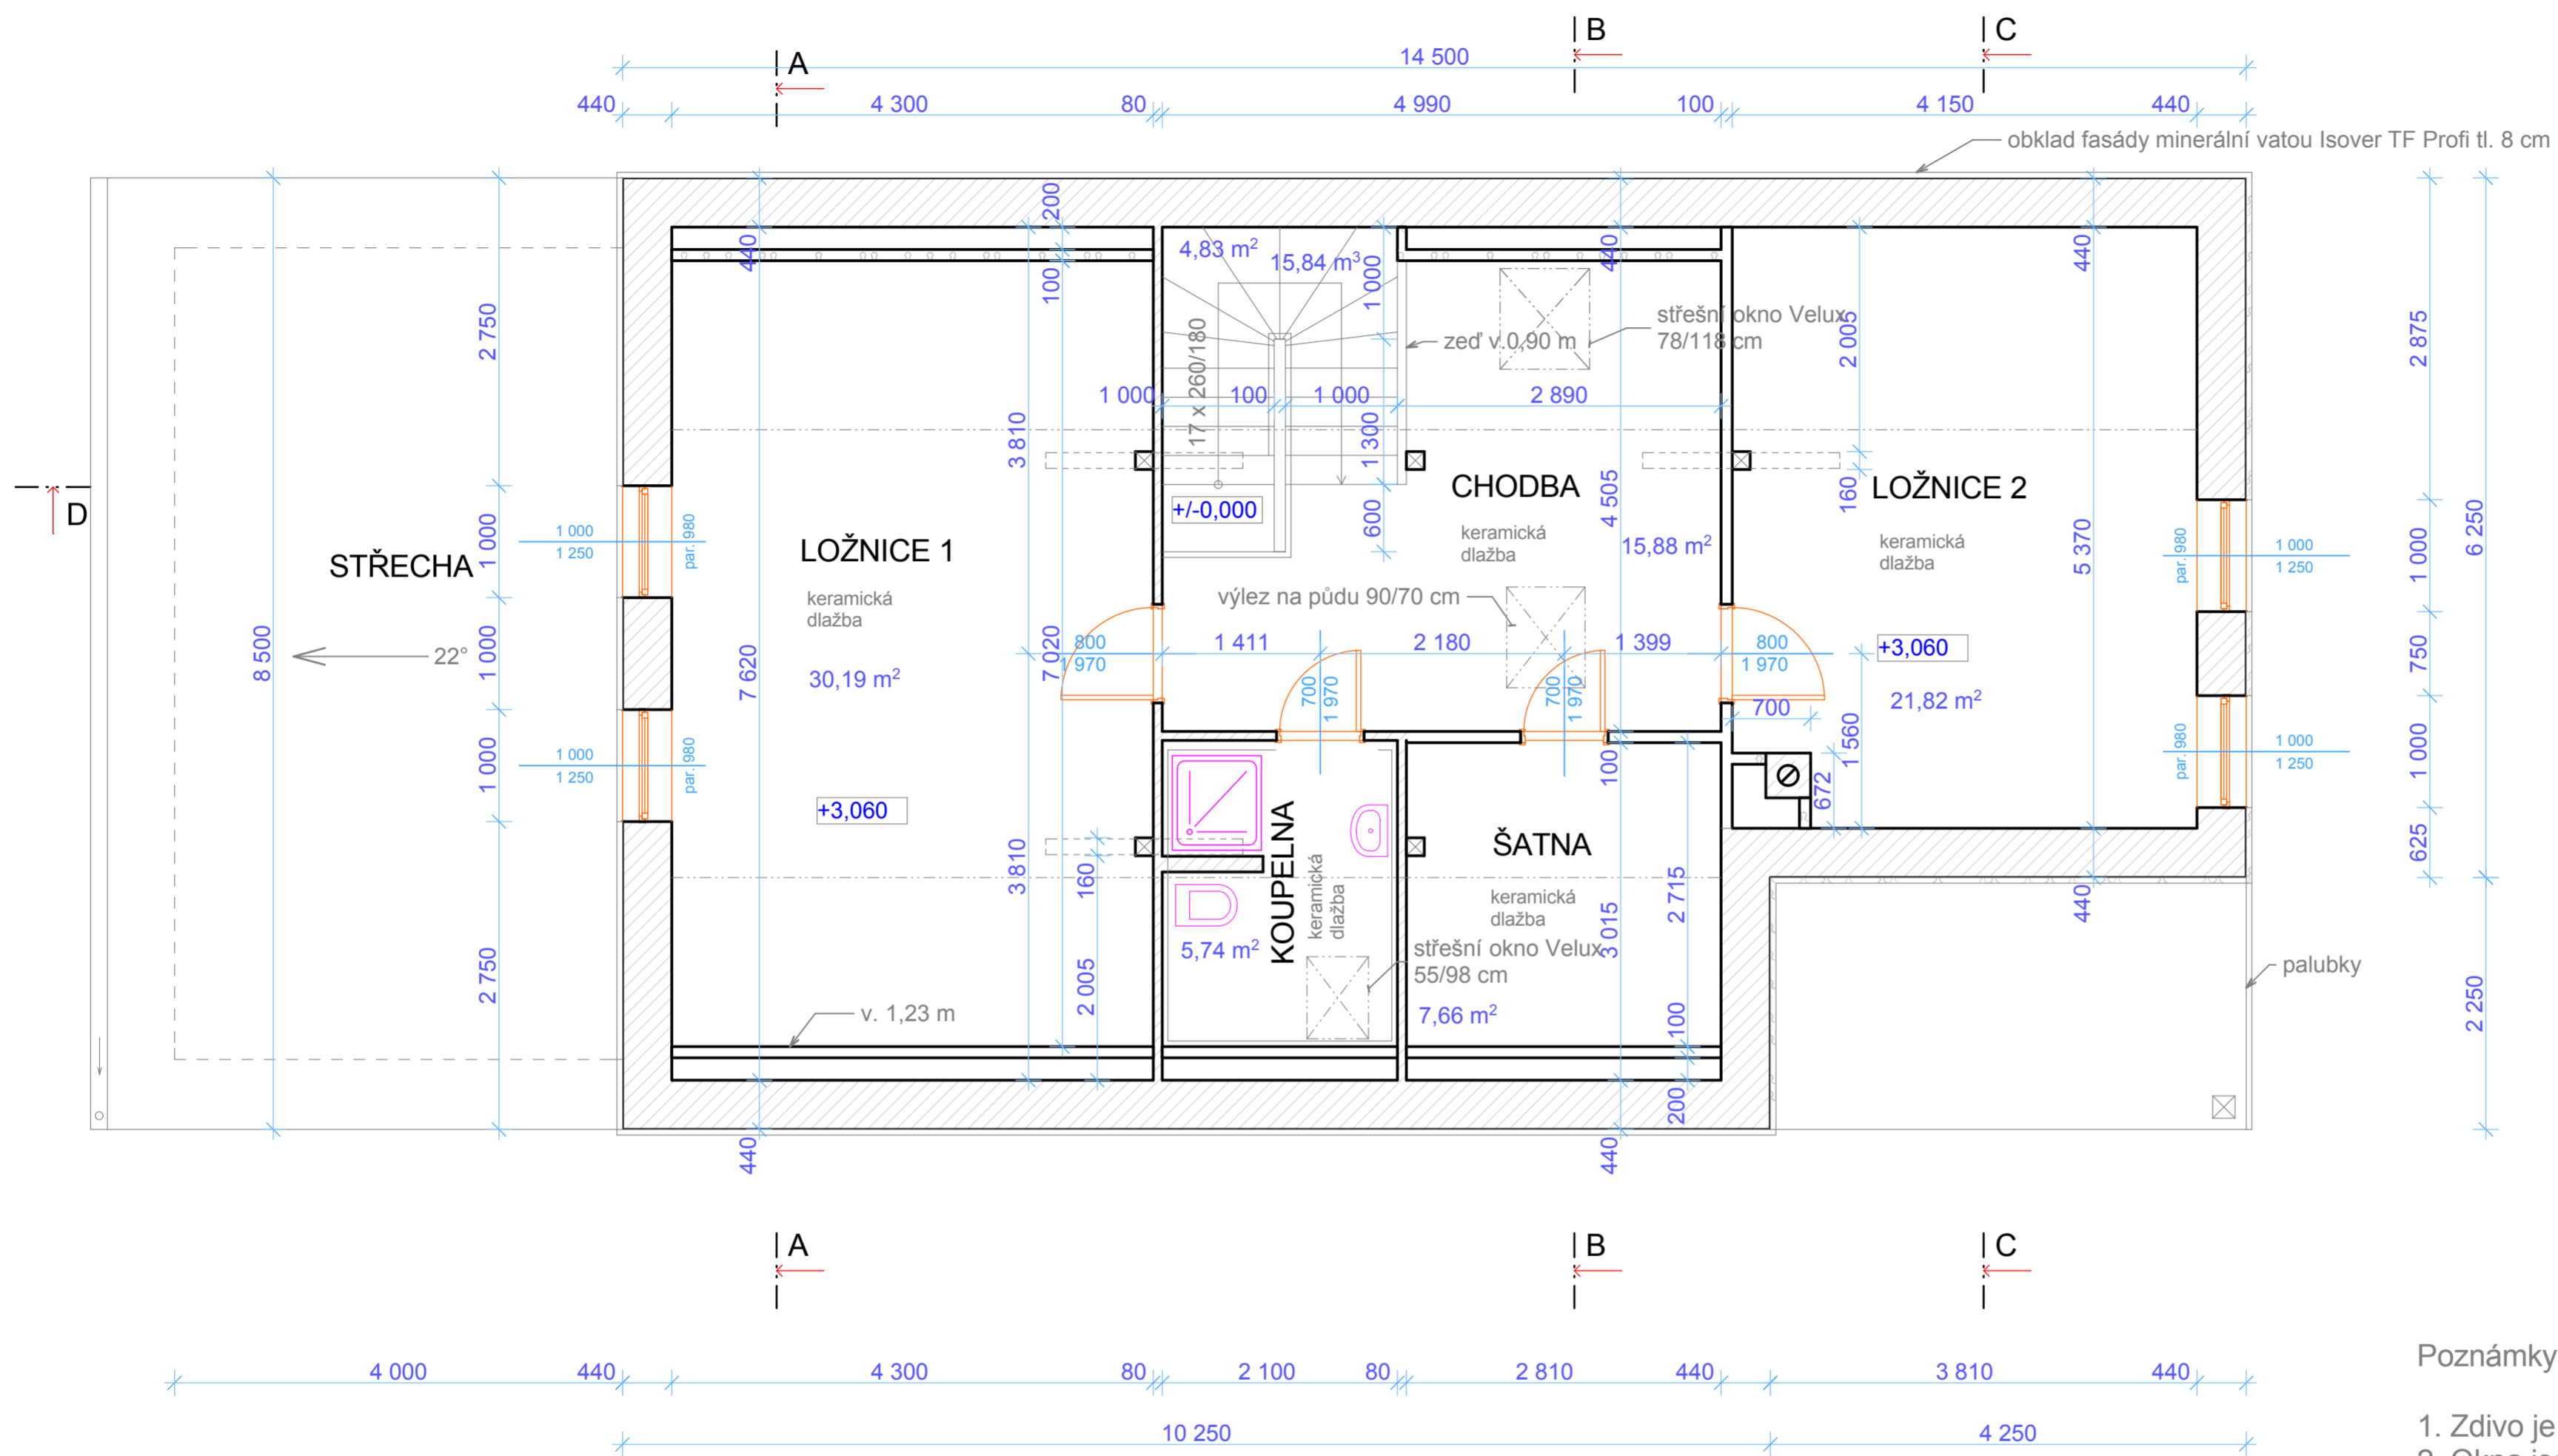 A
B
C
14 500
440
4 300
80
4 990
100
4 150
440
obklad fasády minerální vatou Isover TF Profi tl. 8 cm
200
440
100
4,83 m²
15,84 m³
1 000
440
440
střešní okno Velux
78/118 cm
zeď v.0,90 m
2 005
2 750
2 875
17 x 260/180
1 000
100
1 000
2 890
3 810
1 300
D
CHODBA
keramická
dlažba
15,88 m²
4 505
160
LOŽNICE 2
keramická
dlažba
+/-0,000
600
STŘECHA
1 000
1 000
1 250
par. 980
LOŽNICE 1
keramická
dlažba
5 370
par. 980
1 000
1 250
1 000
6 250
výlez na půdu 90/70 cm
22°
8 500
1 000
7 620
30,19 m²
7 020
800
1 970
1 411
2 180
1 399
800
1 970
+3,060
21,82 m²
750
700
1 970
700
1 970
700
1 560
1 000
1 000
1 250
par. 980
+3,060
100
672
par. 980
1 000
1 250
1 000
3 810
160
KOUPELNA
keramická
dlažba
ŠATNA
keramická
dlažba
2 715
3 015
625
440
5,74 m²
střešní okno Velux
55/98 cm
7,66 m²
palubky
2 750
2 005
v. 1,23 m
100
200
2 250
440
440
A
B
C
4 000
440
4 300
80
2 100
80
2 810
440
3 810
440
10 250
4 250
Poznámky
1. Zdivo je